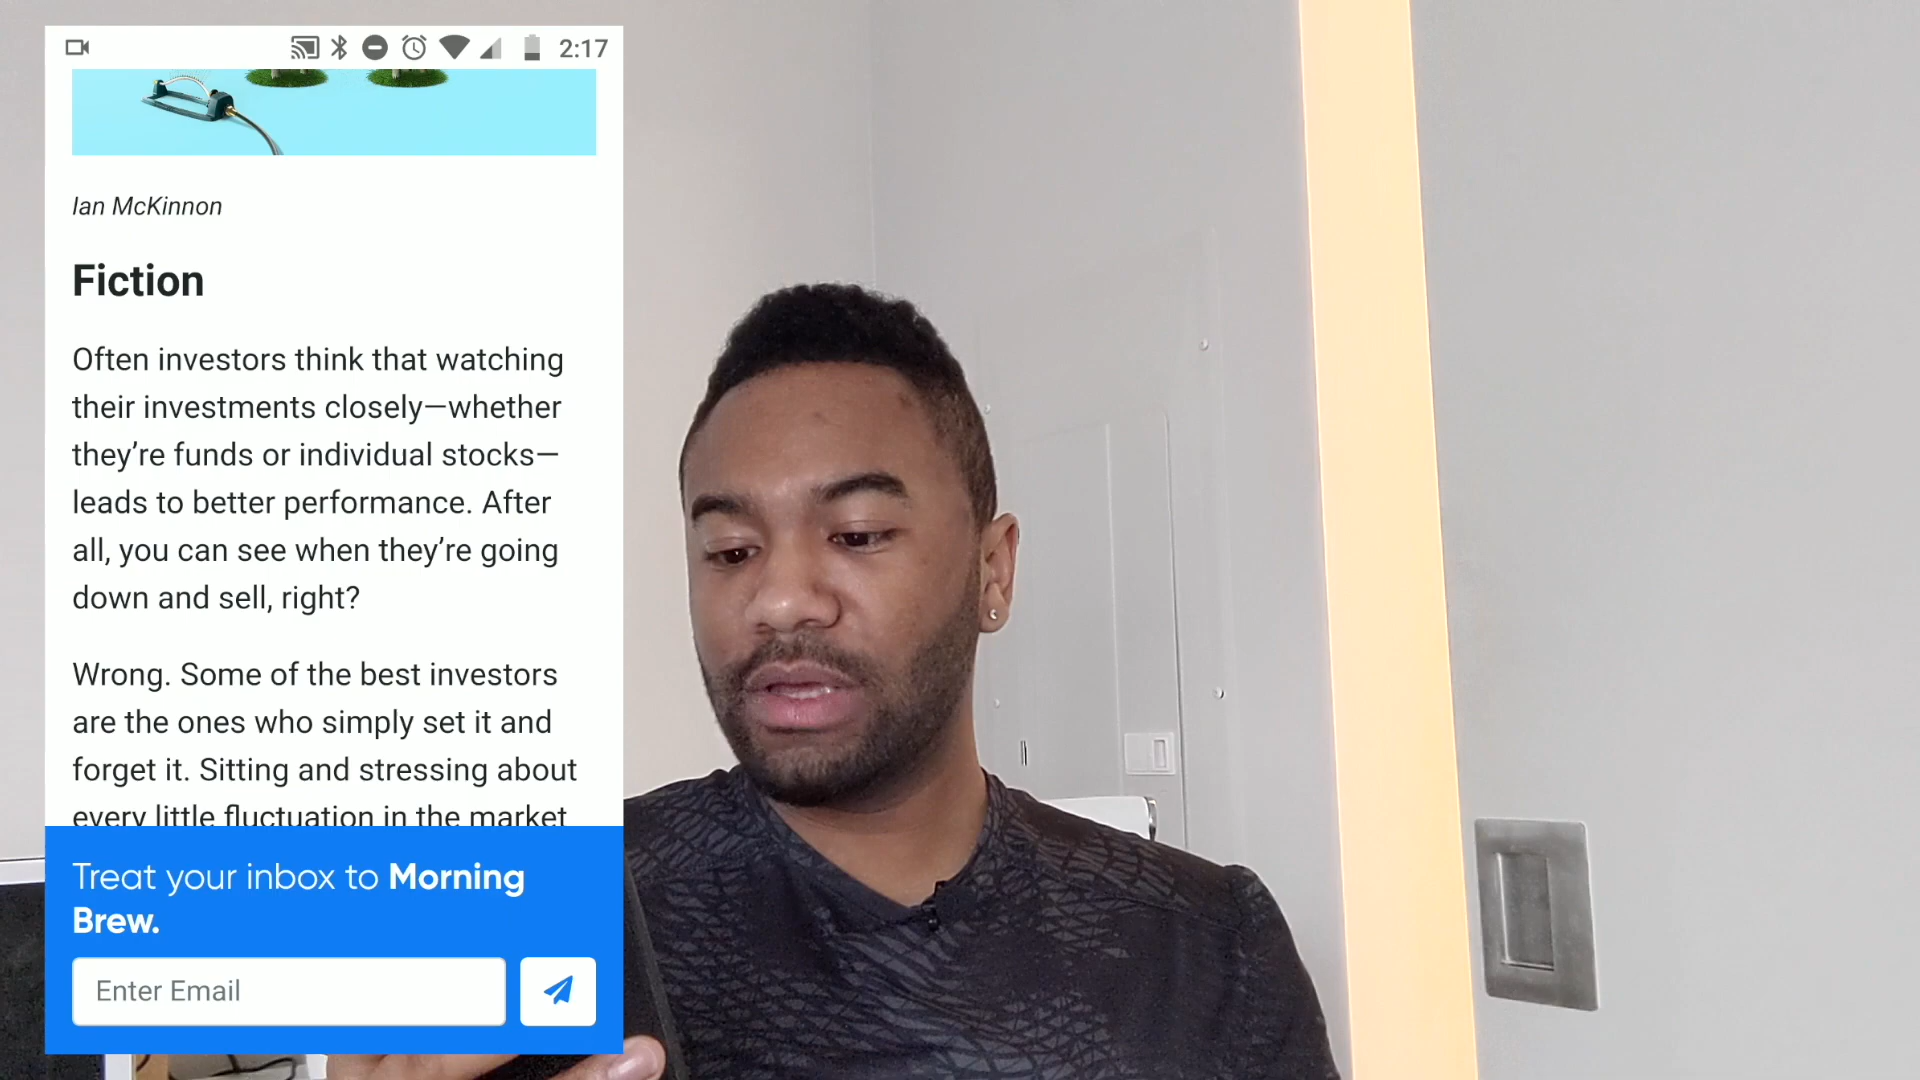 2:17
Ian McKinnon
Fiction
Often investors think that watching
their investments closely—whether
they’re funds or individual stocks—
leads to better performance. After
all, you can see when they’re going
down and sell, right?
Wrong. Some of the best investors
are the ones who simply set it and
forget it. Sitting and stressing about
every little fluctuation in the market
Treat your inbox to Morning
Brew.
Enter Email